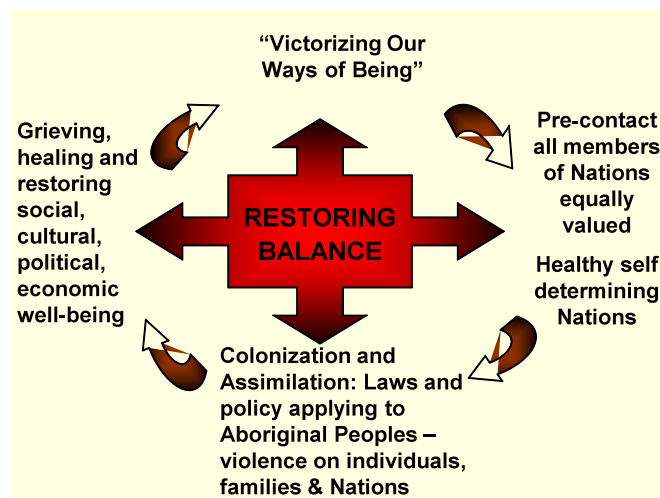 “Victorizing Our
Ways of Being”
Pre-contact
all members
of Nations
equally
valued
Healthy self
determining
Nations
Colonization and
Assimilation: Laws and
policy applying to
Aboriginal Peoples –
violence on individuals,
families & Nations
Grieving,
healing and
restoring
social,
cultural,
political,
economic
well-being
RESTORING
BALANCE